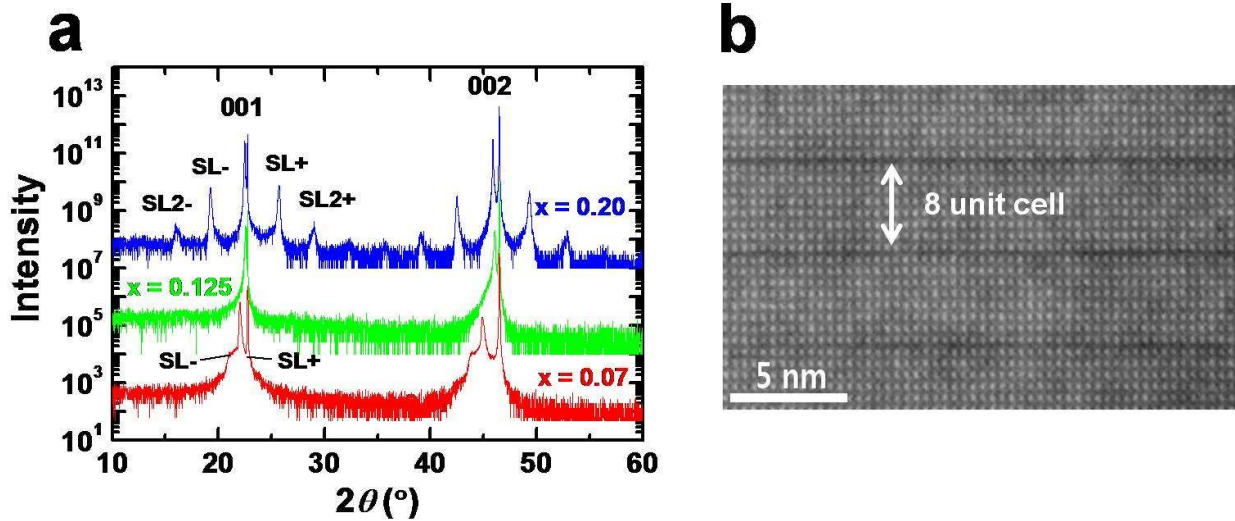 a
Intensity
10^13
10^11
10^9
10^7
10^5
10^3
10^1
001
002
SL-
SL+
SL2-
SL2+
x = 0.20
x = 0.125
SL-
SL+
x = 0.07
10 20 30 40 50 60
2θ (°)
b
8 unit cell
5 nm